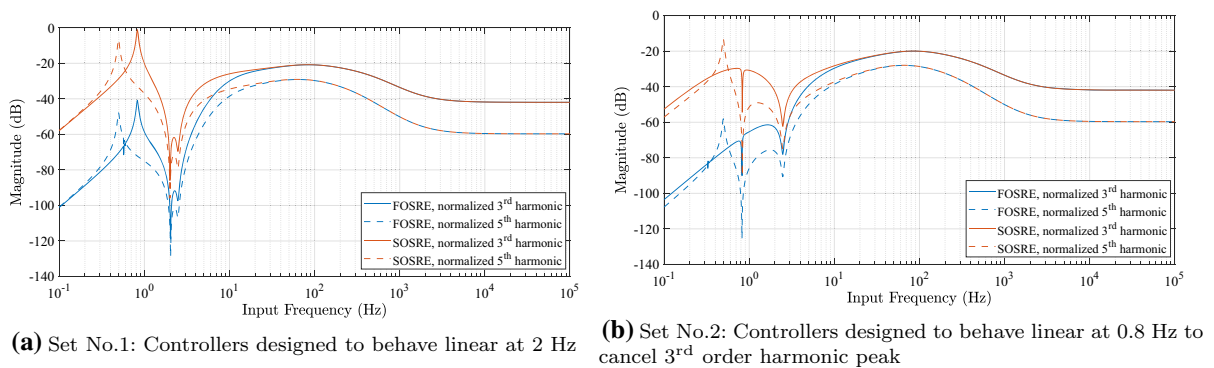 0
-20
-40
-60
-80
-100
-120
-140
Magnitude (dB)
10^-1
10^0
10^1
10^2
10^3
10^4
10^5
Input Frequency (Hz)
FOSRE, normalized 3rd harmonic
FOSRE, normalized 5th harmonic
SOSRE, normalized 3rd harmonic
SOSRE, normalized 5th harmonic
(a) Set No.1: Controllers designed to behave linear at 2 Hz
0
-20
-40
-60
-80
-100
-120
-140
Magnitude (dB)
10^-1
10^0
10^1
10^2
10^3
10^4
10^5
Input Frequency (Hz)
FOSRE, normalized 3rd harmonic
FOSRE, normalized 5th harmonic
SOSRE, normalized 3rd harmonic
SOSRE, normalized 5th harmonic
(b) Set No.2: Controllers designed to behave linear at 0.8 Hz to
cancel 3rd order harmonic peak